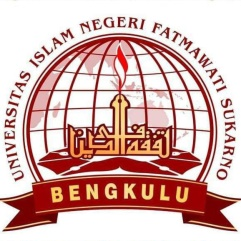 UNIVERSITAS ISLAM NEGERI FATMAWATI SUKARNO
BENGKULU